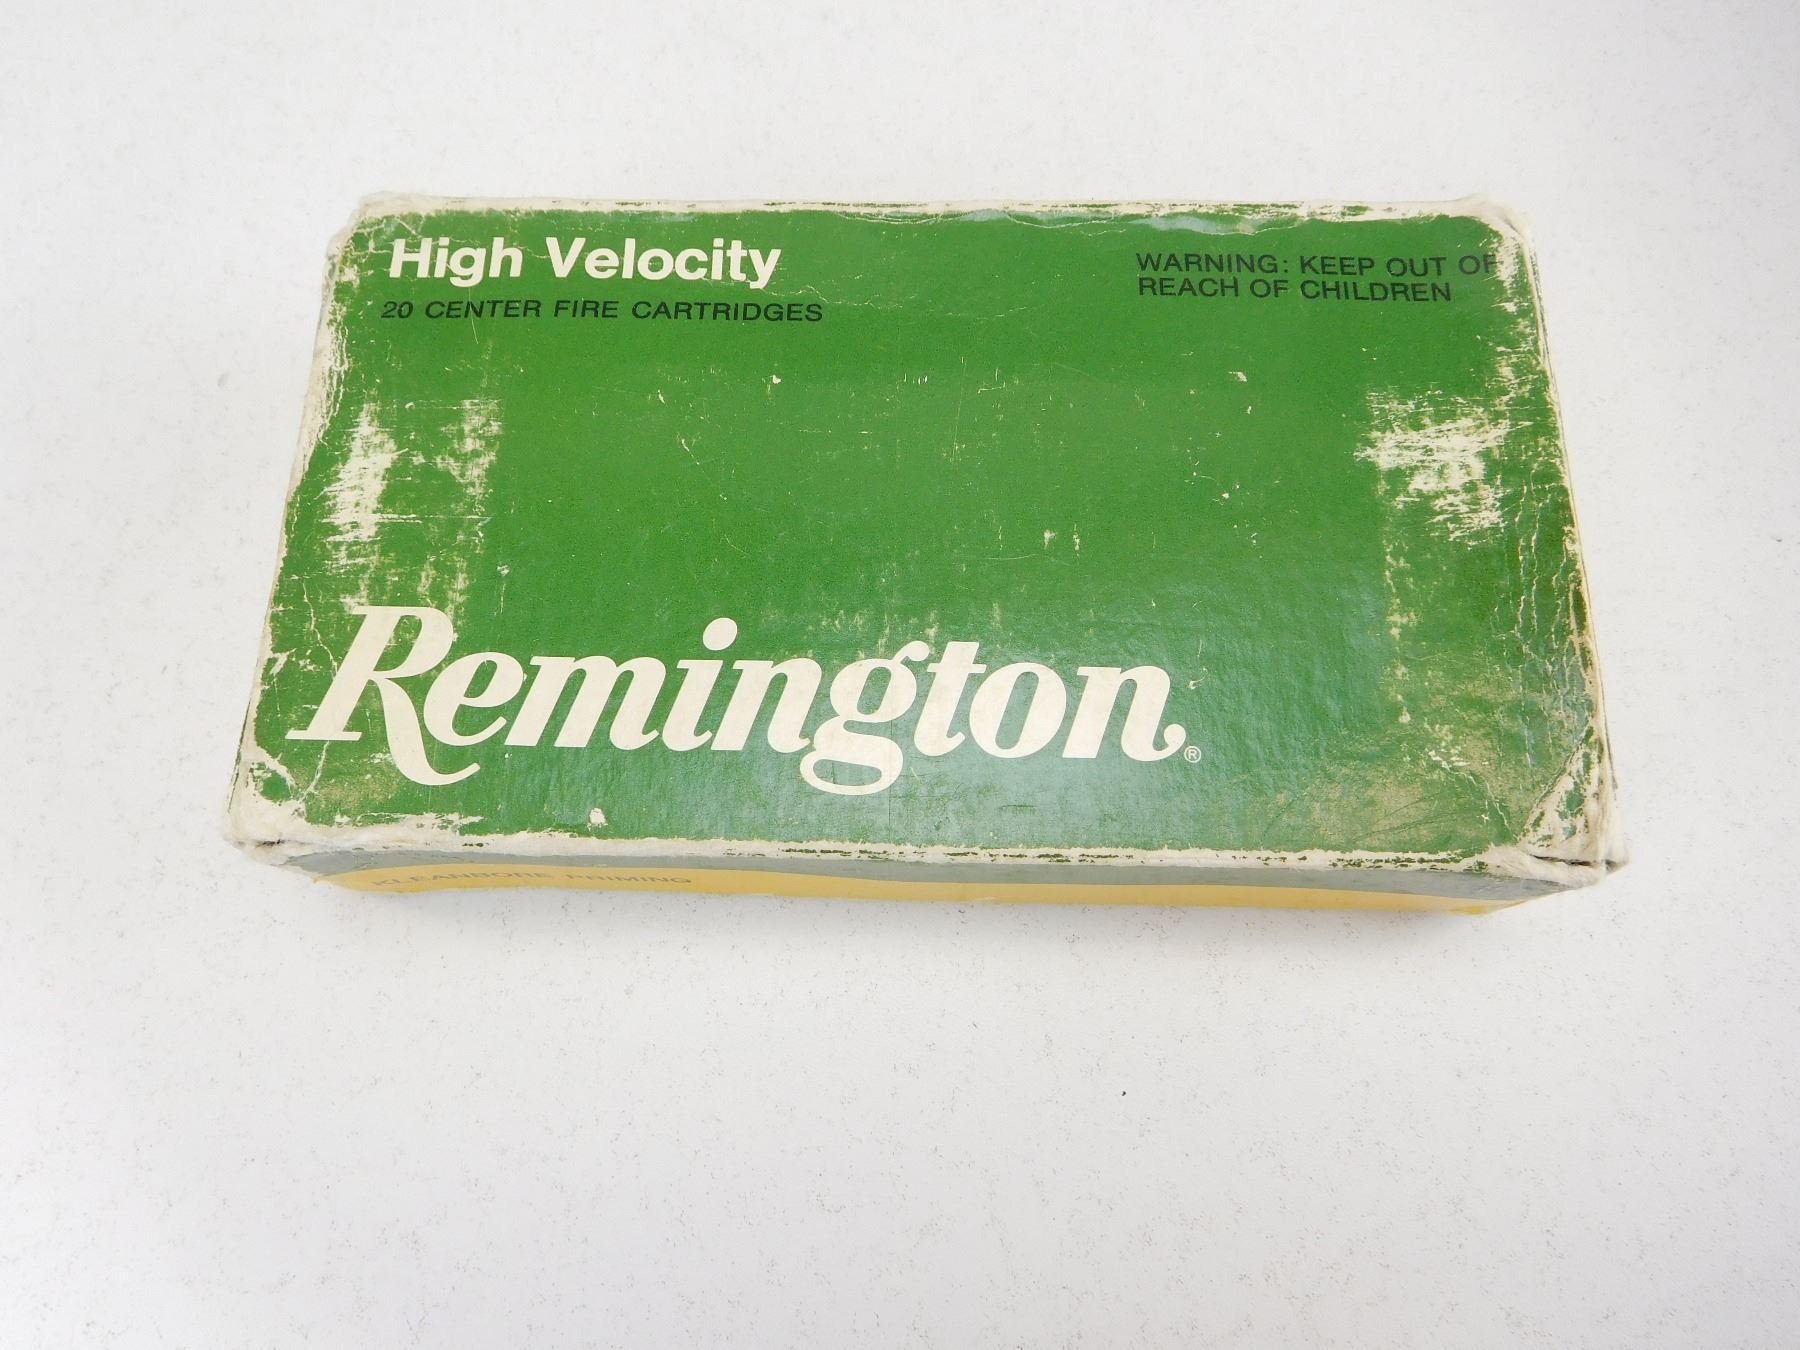 High Velocity
20 CENTER FIRE CARTRIDGES
WARNING: KEEP OUT OF
REACH OF CHILDREN
Remington®
KLEANBORE PRIMING